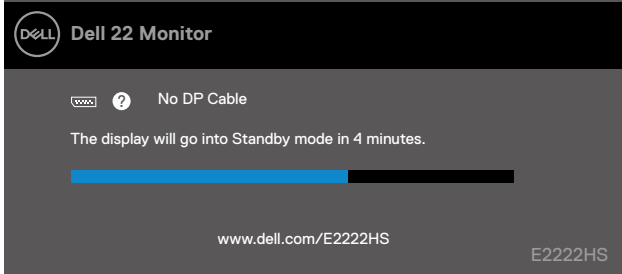 DELL Dell 22 Monitor
? No DP Cable
The display will go into Standby mode in 4 minutes.
www.dell.com/E2222HS
E2222HS